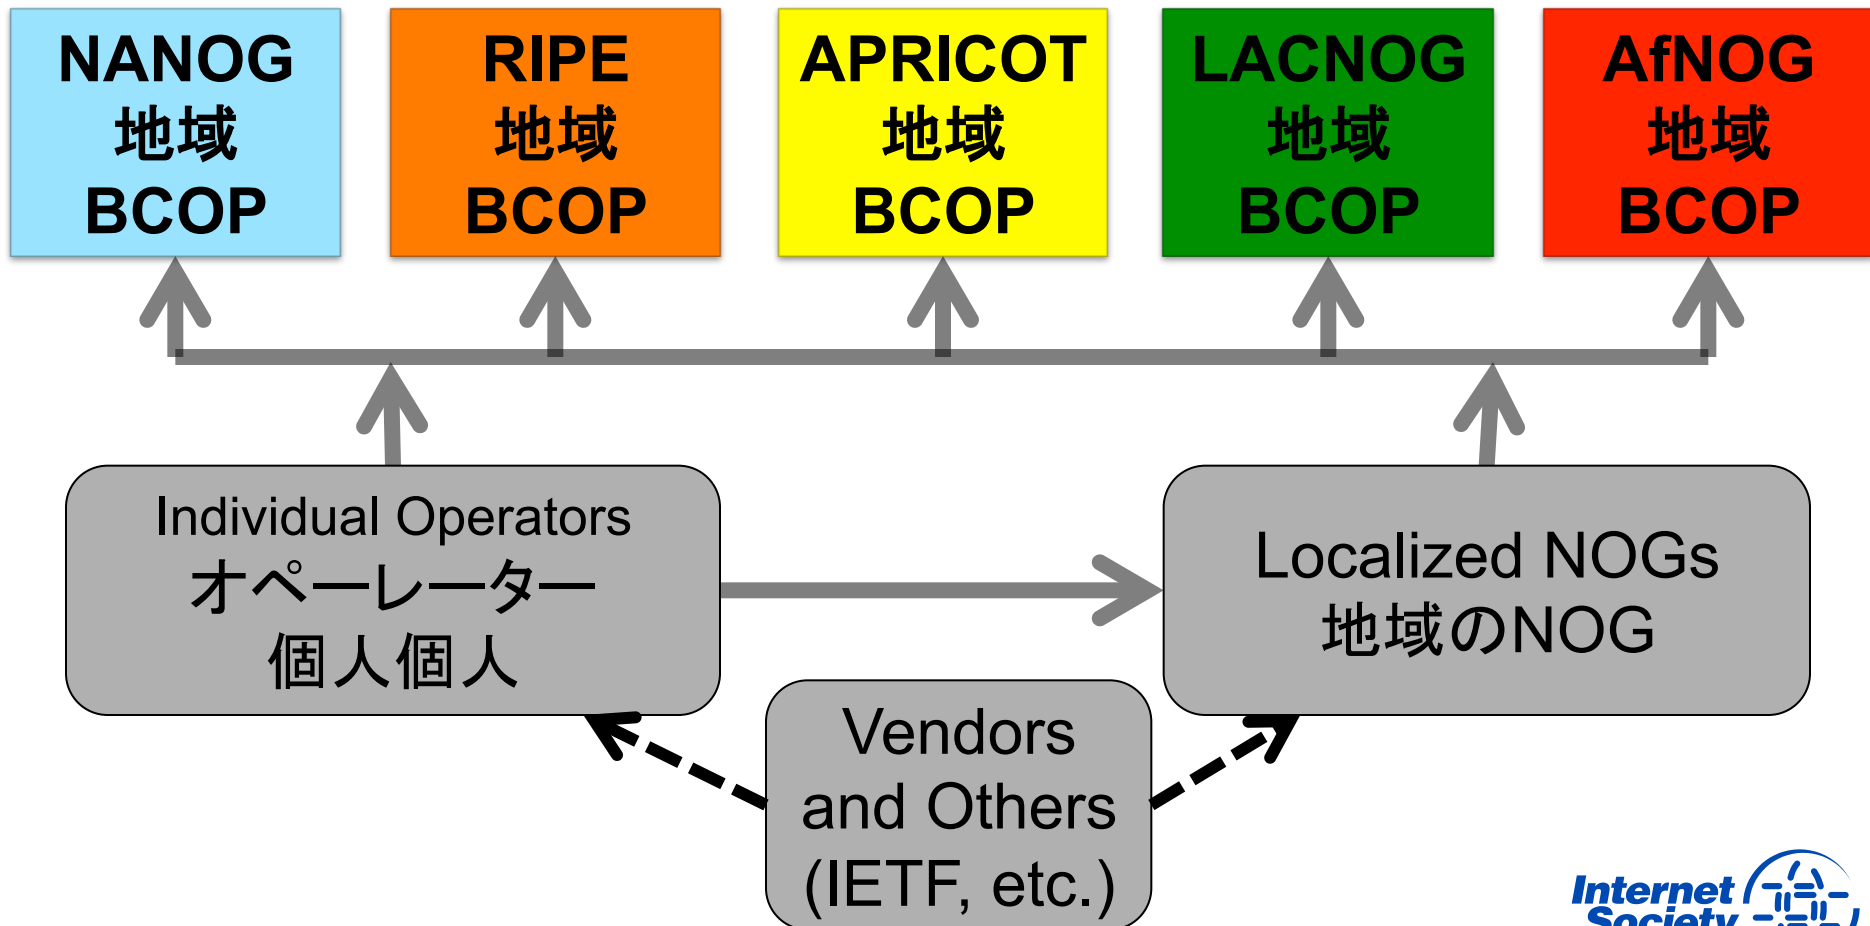 NANOG
地域
BCOP
RIPE
地域
BCOP
APRICOT
地域
BCOP
LACNOG
地域
BCOP
AfNOG
地域
BCOP
Individual Operators
オペーレーター
個人個人
Localized NOGs
地域のNOG
Vendors
and Others
(IETF, etc.)
Internet
Society